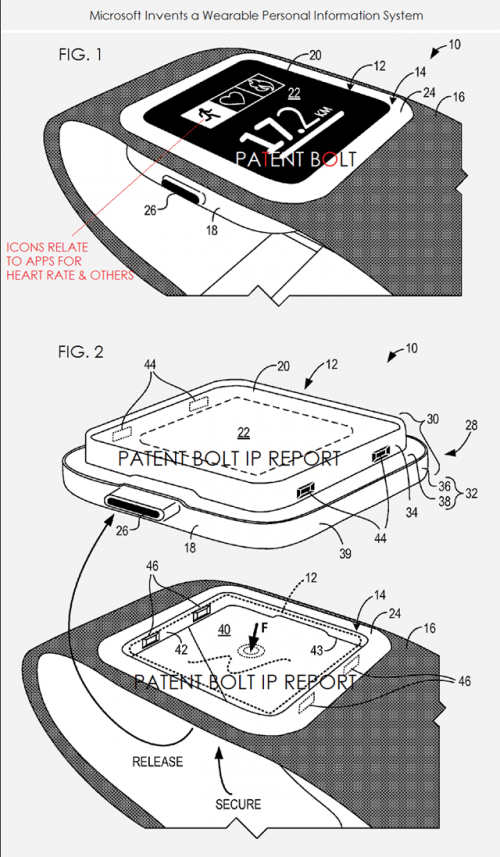 Microsoft Invents a Wearable Personal Information System
FIG. 1
20
12
10
14
24
16
22
17.2 KM
PATENT BOLT
26
18
ICONS RELATE
TO APPS FOR
HEART RATE & OTHERS
FIG. 2
10
44
20
12
22
30
28
PATENT BOLT IP REPORT
36
32
38
34
26
18
44
39
46
12
14
24
40
F
16
42
43
46
PATENT BOLT IP REPORT
RELEASE
SECURE